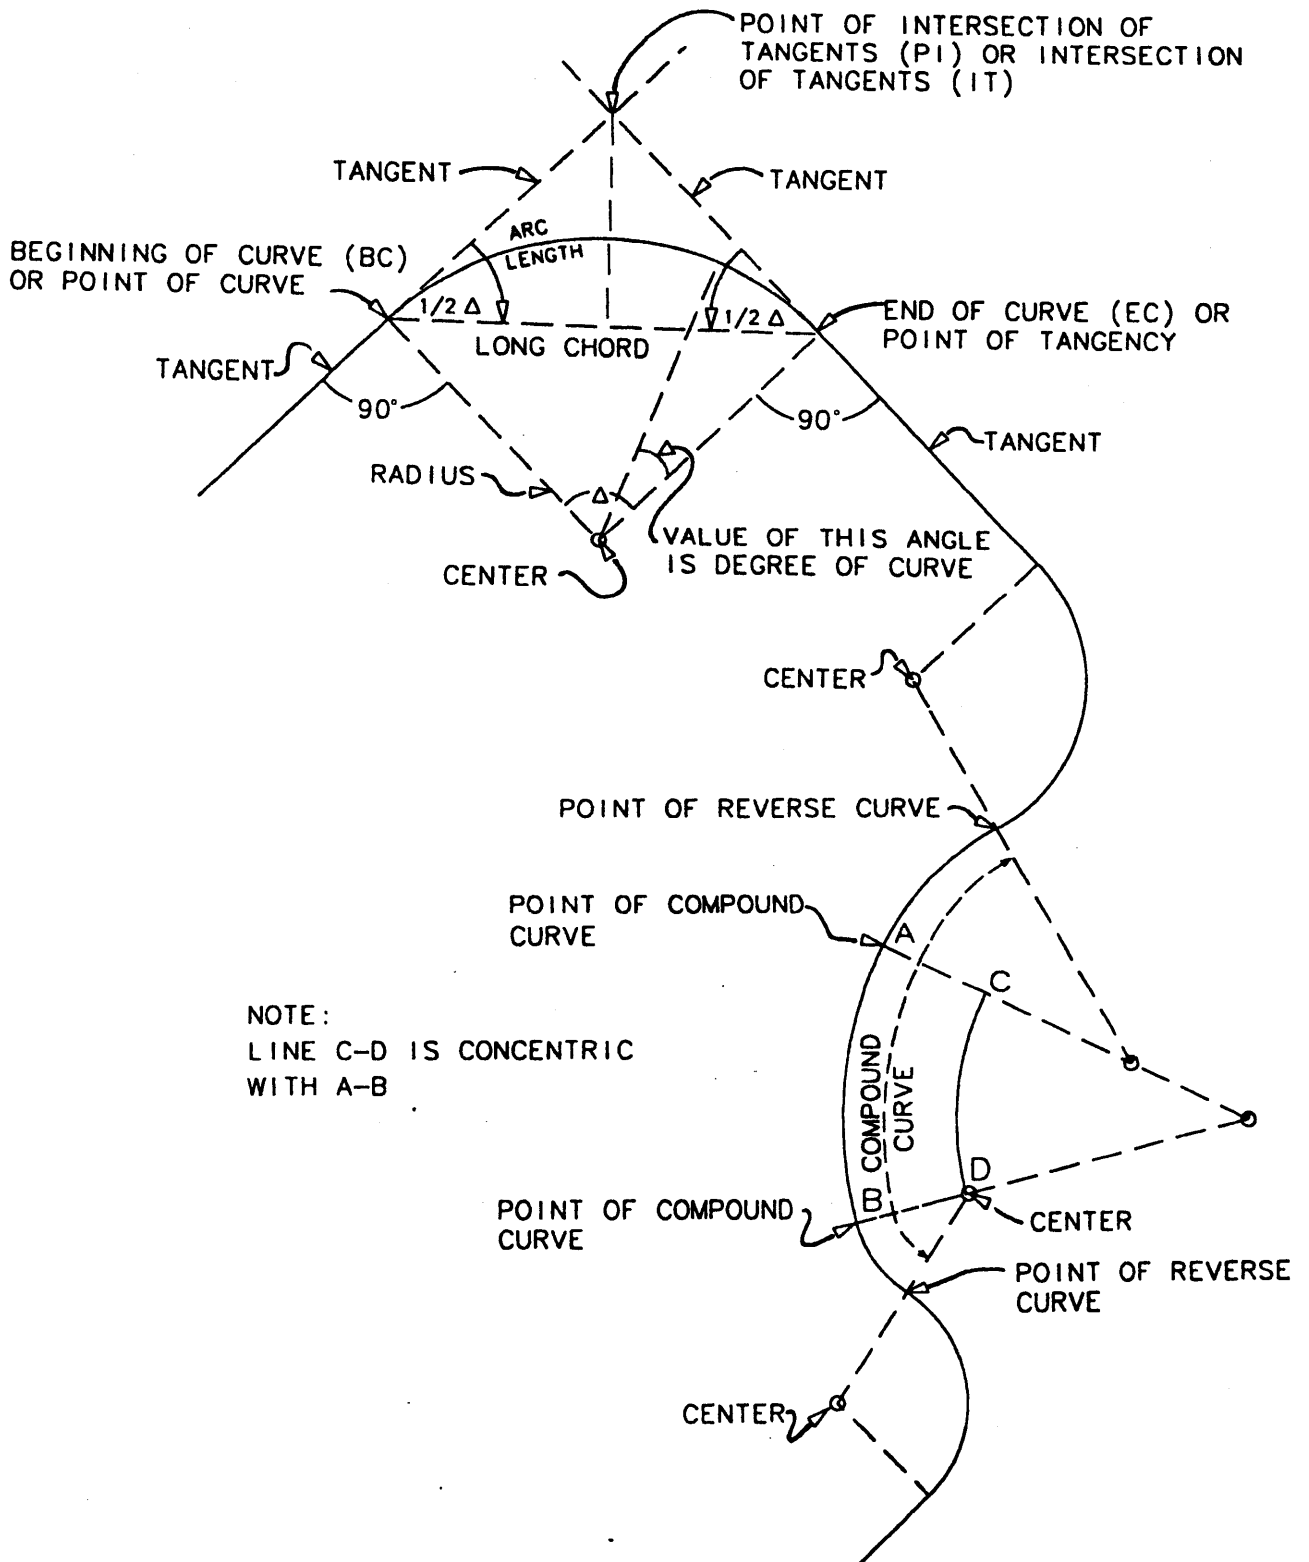 POINT OF INTERSECTION OF
TANGENTS (PI) OR INTERSECTION
OF TANGENTS (IT)
TANGENT
TANGENT
ARC
LENGTH
BEGINNING OF CURVE (BC)
OR POINT OF CURVE
1/2 Δ
1/2 Δ
END OF CURVE (EC) OR
POINT OF TANGENCY
LONG CHORD
TANGENT
90°
90°
TANGENT
RADIUS
Δ
VALUE OF THIS ANGLE
IS DEGREE OF CURVE
CENTER
CENTER
POINT OF REVERSE CURVE
POINT OF COMPOUND
CURVE
A
C
NOTE:
LINE C-D IS CONCENTRIC
WITH A-B
COMPOUND
CURVE
D
B
POINT OF COMPOUND
CURVE
CENTER
POINT OF REVERSE
CURVE
CENTER